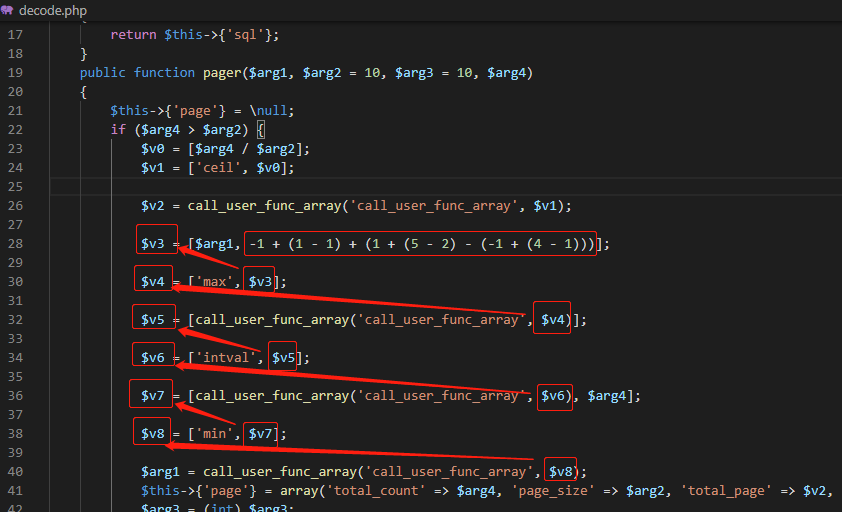 decode.php
17 return $this->{'sql'};
18 }
19 public function pager($arg1, $arg2 = 10, $arg3 = 10, $arg4)
20 {
21 $this->{'page'} = \null;
22 if ($arg4 > $arg2) {
23 $v0 = [$arg4 / $arg2];
24 $v1 = ['ceil', $v0];
25
26 $v2 = call_user_func_array('call_user_func_array', $v1);
27
28 $v3 = [$arg1, -1 + (1 - 1) + (1 + (5 - 2) - (-1 + (4 - 1)))];
29
30 $v4 = ['max', $v3];
31
32 $v5 = [call_user_func_array('call_user_func_array', $v4)];
33
34 $v6 = ['intval', $v5];
35
36 $v7 = [call_user_func_array('call_user_func_array', $v6), $arg4];
37
38 $v8 = ['min', $v7];
39
40 $arg1 = call_user_func_array('call_user_func_array', $v8);
41 $this->{'page'} = array('total_count' => $arg4, 'page_size' => $arg2, 'total_page' => $v2,
42 $arg3 = (int) $arg3;